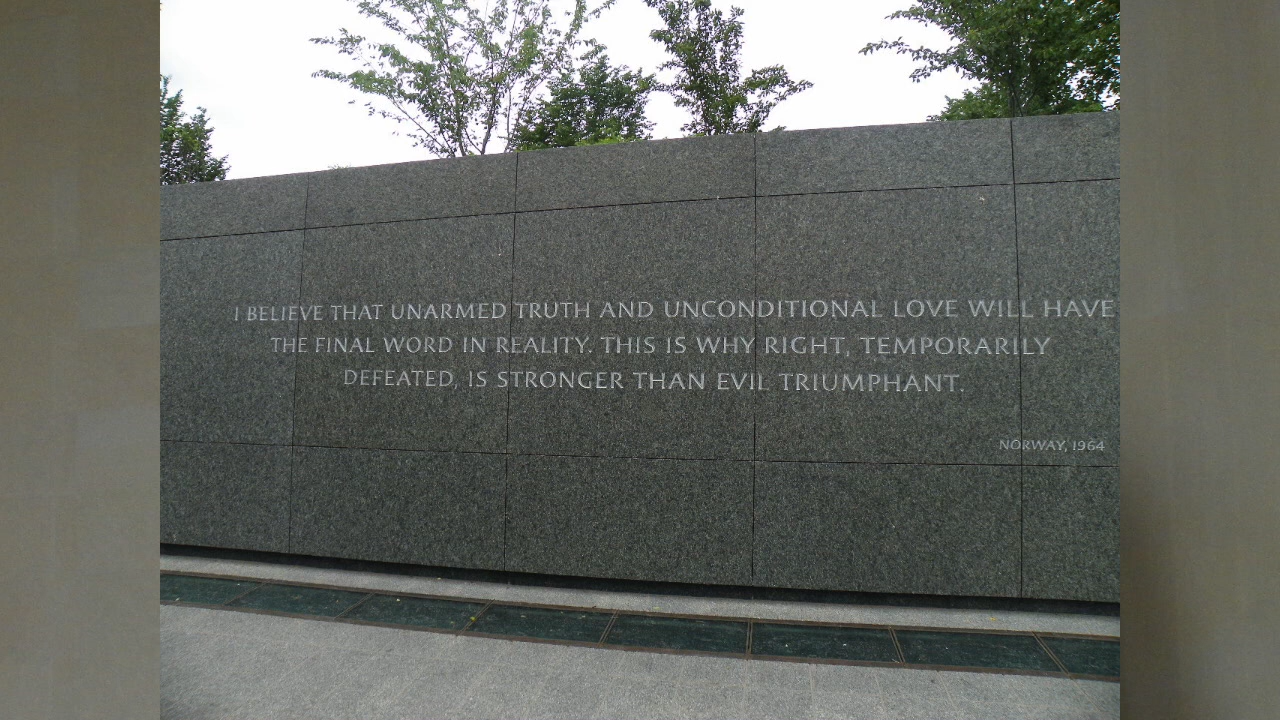 I BELIEVE THAT UNARMED TRUTH AND UNCONDITIONAL LOVE WILL HAVE
THE FINAL WORD IN REALITY. THIS IS WHY RIGHT, TEMPORARILY
DEFEATED, IS STRONGER THAN EVIL TRIUMPHANT.
NORWAY, 1964